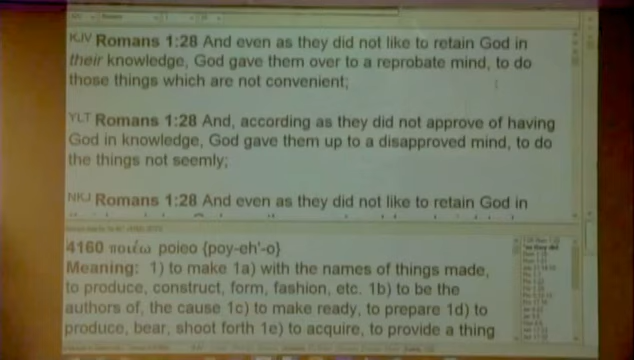 KJV Romans 1:28 And even as they did not like to retain God in
their knowledge, God gave them over to a reprobate mind, to do
those things which are not convenient;
YLT Romans 1:28 And, according as they did not approve of having
God in knowledge, God gave them up to a disapproved mind, to do
the things not seemly;
NKJ Romans 1:28 And even as they did not like to retain God in
4160 ποιέω poieo {poy-eh'-o}
Meaning: 1) to make 1a) with the names of things made,
to produce, construct, form, fashion, etc. 1b) to be the
authors of, the cause 1c) to make ready, to prepare 1d) to
produce, bear, shoot forth 1e) to acquire, to provide a thing